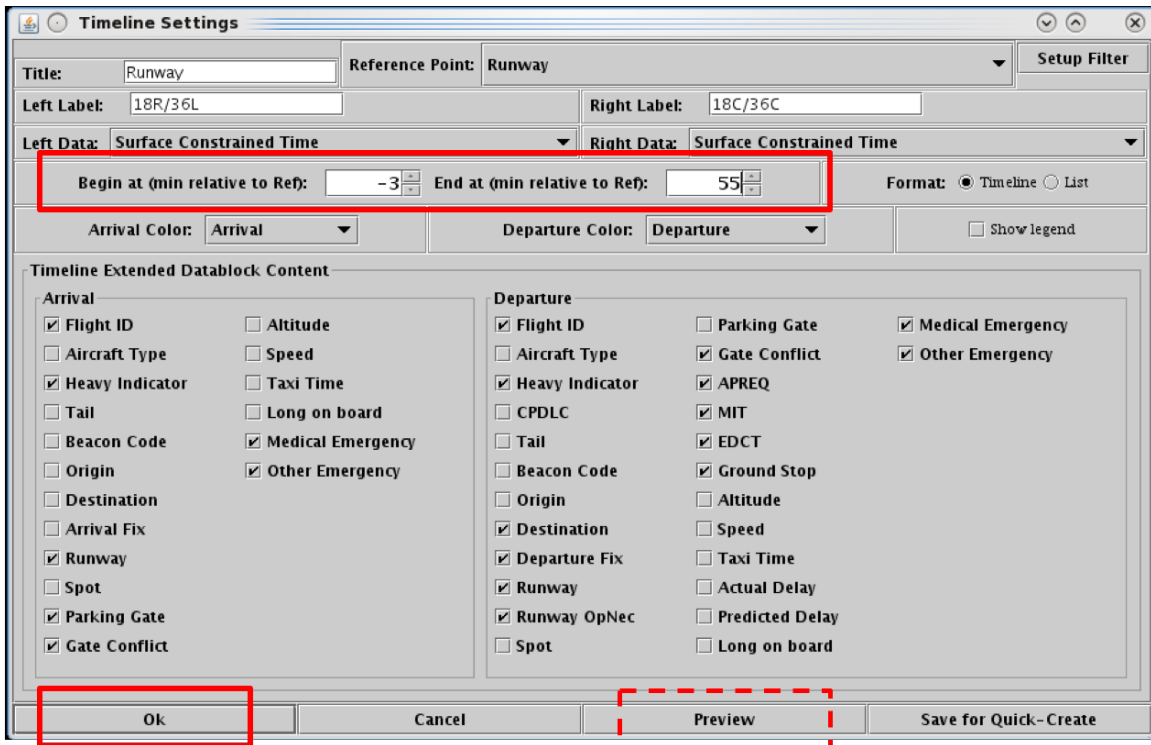 Timeline Settings
Title: Runway Reference Point: Runway Setup Filter
Left Label: 18R/36L Right Label: 18C/36C
Left Data: Surface Constrained Time Right Data: Surface Constrained Time
Begin at (min relative to Ref): -3 End at (min relative to Ref): 55 Format: Timeline List
Arrival Color: Arrival Departure Color: Departure Show legend
Timeline Extended Datablock Content
Arrival
Flight ID Altitude
Aircraft Type Speed
Heavy Indicator Taxi Time
Tail Long on board
Beacon Code Medical Emergency
Origin Other Emergency
Destination
Arrival Fix
Runway
Spot
Parking Gate
Gate Conflict
Departure
Flight ID Parking Gate Medical Emergency
Aircraft Type Gate Conflict Other Emergency
Heavy Indicator APREQ
CPDLC MIT
Tail EDCT
Beacon Code Ground Stop
Origin Altitude
Destination Speed
Departure Fix Taxi Time
Runway Actual Delay
Runway OpNec Predicted Delay
Spot Long on board
Ok Cancel Preview Save for Quick-Create